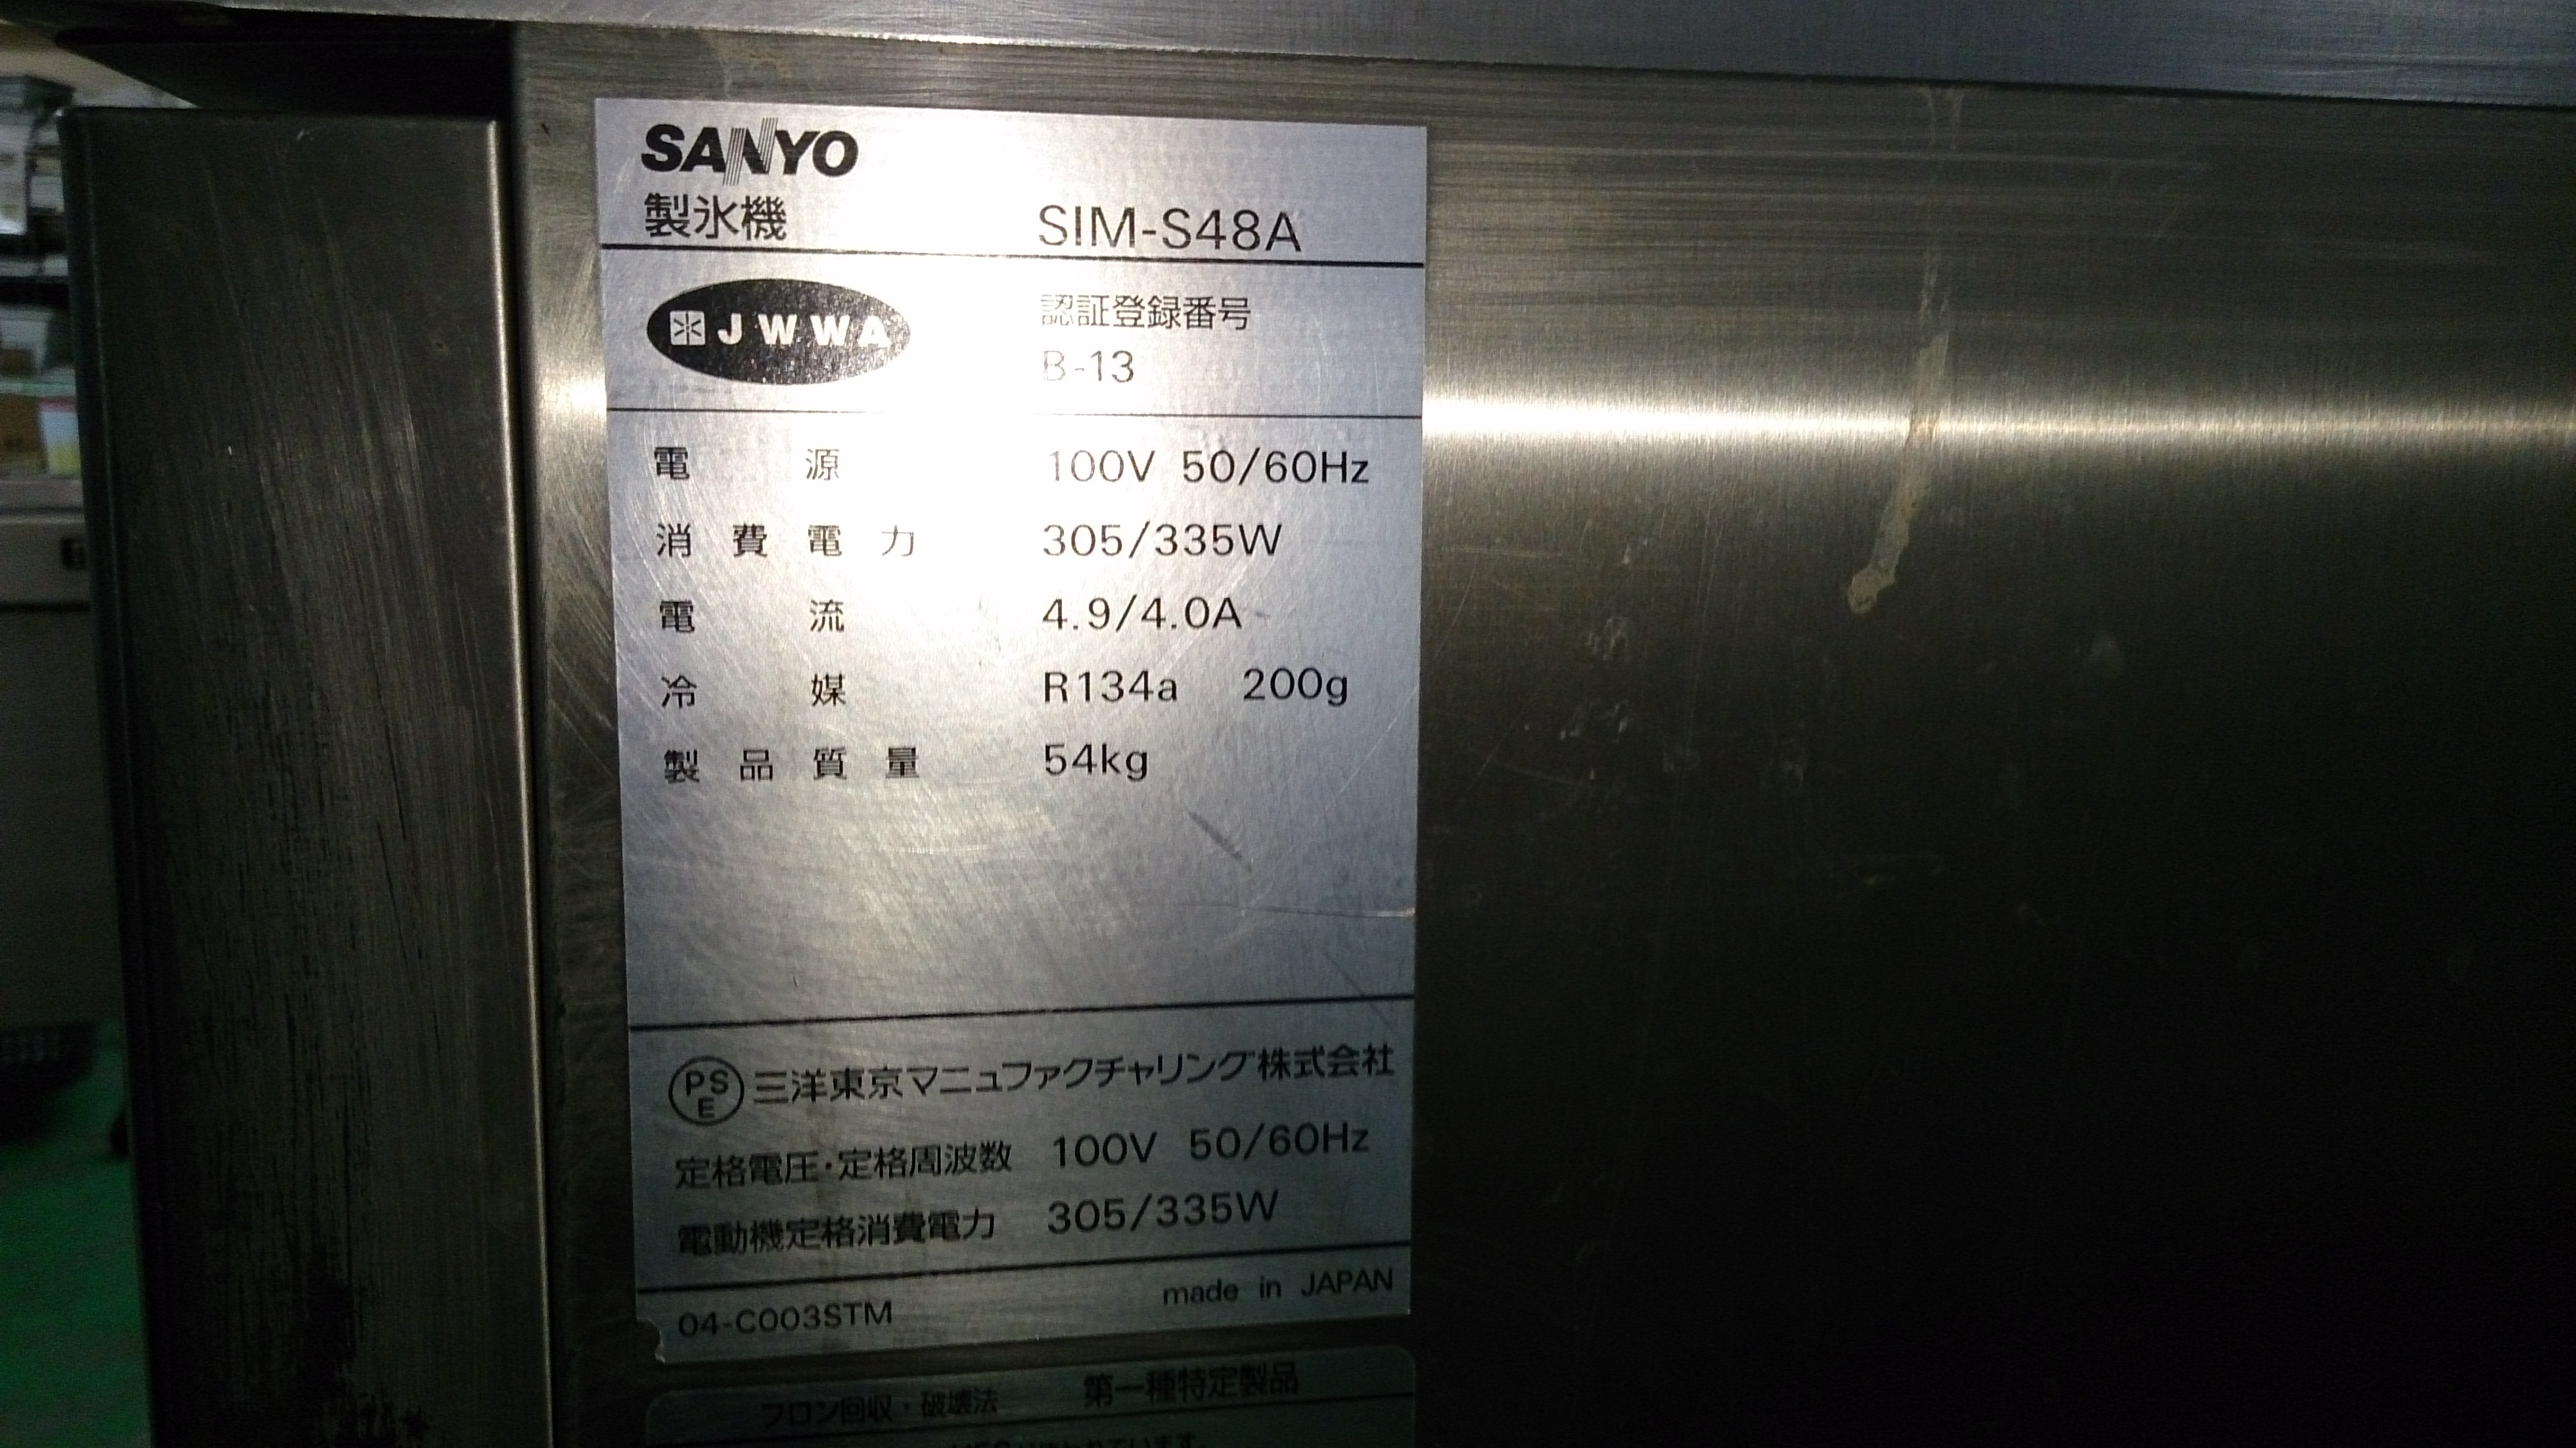 SANYO
製氷機 SIM-S48A
JWWA 認証登録番号
B-13
電源 100V 50/60Hz
消費電力 305/335W
電流 4.9/4.0A
冷媒 R134a 200g
製品質量 54kg
PSE 三洋東京マニュファクチャリング株式会社
定格電圧・定格周波数 100V 50/60Hz
電動機定格消費電力 305/335W
04-C003STM made in JAPAN
フロン回収・破壊法 第一種特定製品